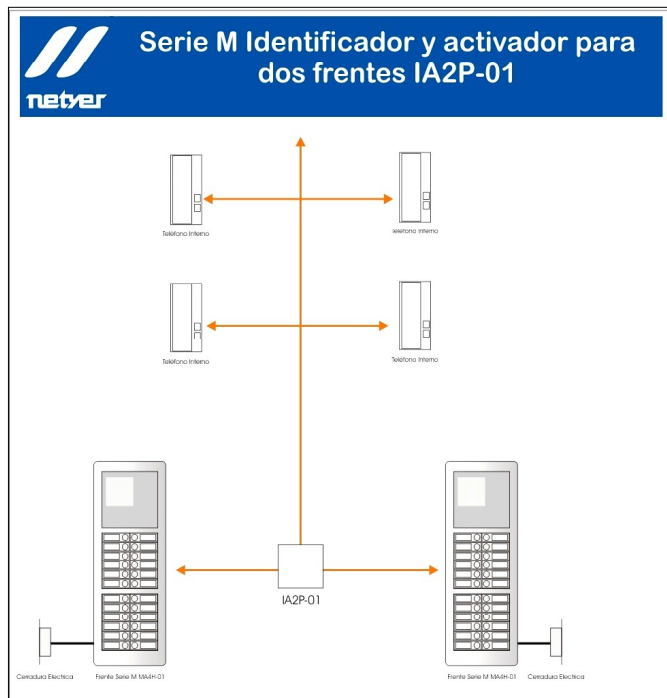 netyer
Serie M Identificador y activador para
dos frentes IA2P-01
Teléfono Interno
Teléfono Interno
Teléfono Interno
Teléfono Interno
IA2P-01
Cerradura Electrica
Frente Serie M MA4H-01
Frente Serie M MA4H-01
Cerradura Electrica